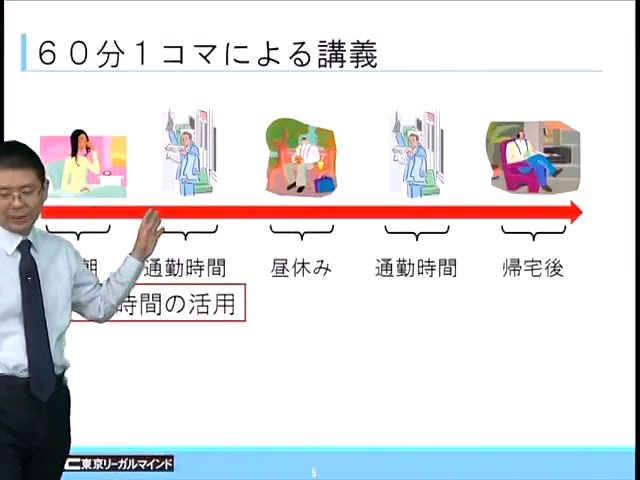 60分1コマによる講義
朝 通勤時間 昼休み 通勤時間 帰宅後
時間の活用
東京リーガルマインド
5